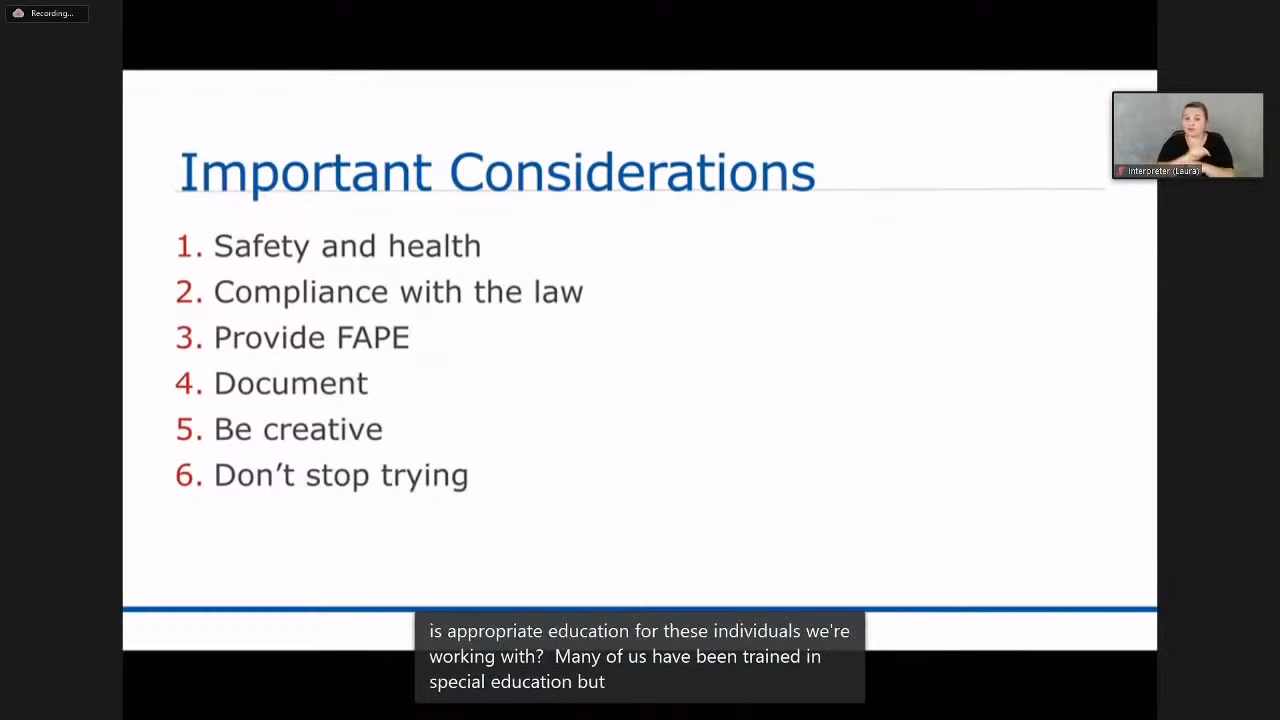 Recording...
Important Considerations
1. Safety and health
2. Compliance with the law
3. Provide FAPE
4. Document
5. Be creative
6. Don’t stop trying
Interpreter (Laura)
is appropriate education for these individuals we're
working with?  Many of us have been trained in
special education but